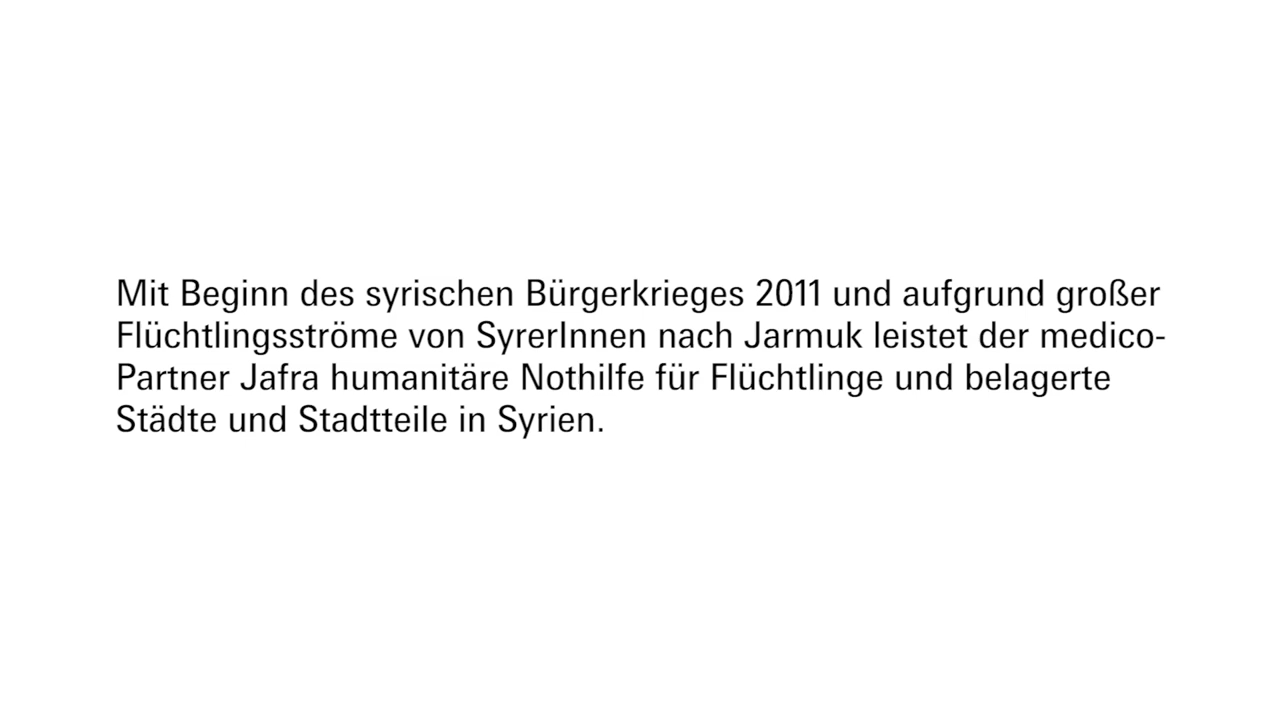 Mit Beginn des syrischen Bürgerkrieges 2011 und aufgrund großer
Flüchtlingsströme von SyrerInnen nach Jarmuk leistet der medico-
Partner Jafra humanitäre Nothilfe für Flüchtlinge und belagerte
Städte und Stadtteile in Syrien.